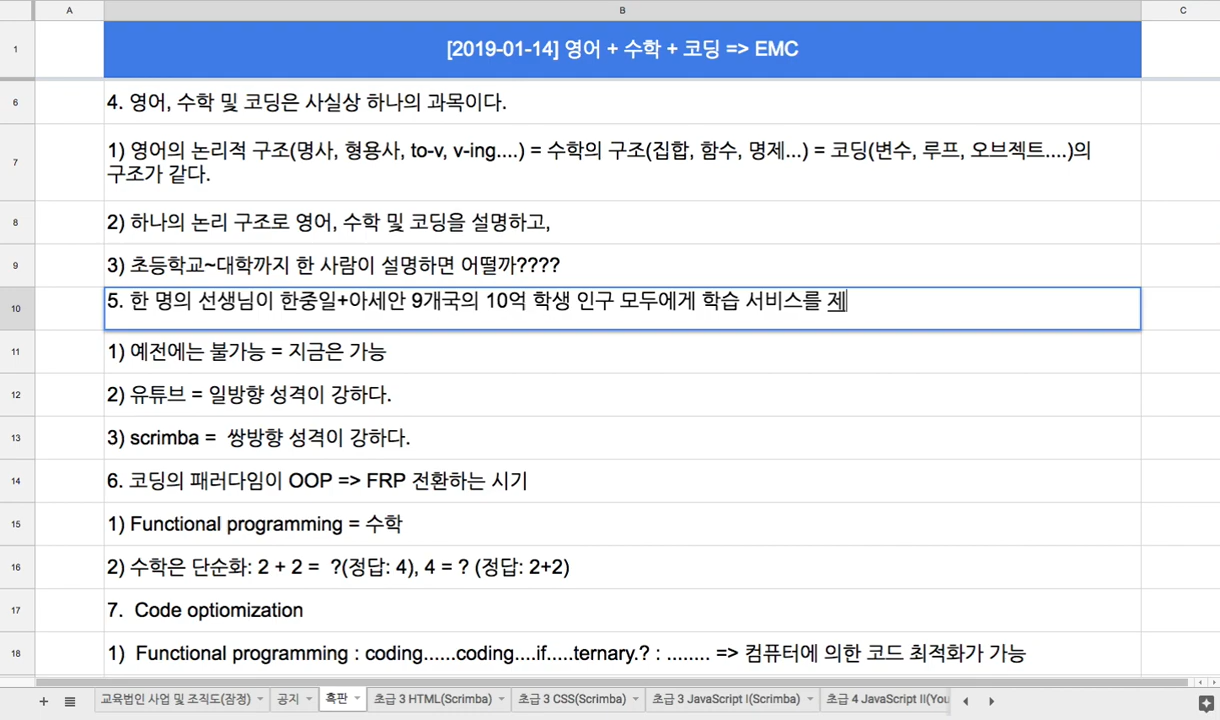 A B C
1 [2019-01-14] 영어 + 수학 + 코딩 => EMC
6 4. 영어, 수학 및 코딩은 사실상 하나의 과목이다.
7 1) 영어의 논리적 구조(명사, 형용사, to-v, v-ing....) = 수학의 구조(집합, 함수, 명제...) = 코딩(변수, 루프, 오브젝트....)의
구조가 같다.
8 2) 하나의 논리 구조로 영어, 수학 및 코딩을 설명하고,
9 3) 초등학교~대학까지 한 사람이 설명하면 어떨까????
10 5. 한 명의 선생님이 한중일+아세안 9개국의 10억 학생 인구 모두에게 학습 서비스를 제
11 1) 예전에는 불가능 = 지금은 가능
12 2) 유튜브 = 일방향 성격이 강하다.
13 3) scrimba = 쌍방향 성격이 강하다.
14 6. 코딩의 패러다임이 OOP => FRP 전환하는 시기
15 1) Functional programming = 수학
16 2) 수학은 단순화: 2 + 2 = ?(정답: 4), 4 = ? (정답: 2+2)
17 7. Code optiomization
18 1) Functional programming : coding......coding....if.....ternary.? : ........ => 컴퓨터에 의한 코드 최적화가 가능
교육법인 사업 및 조직도(잠정) 공지 흑판 초급 3 HTML(Scrimba) 초급 3 CSS(Scrimba) 초급 3 JavaScript I(Scrimba) 초급 4 JavaScript II(You